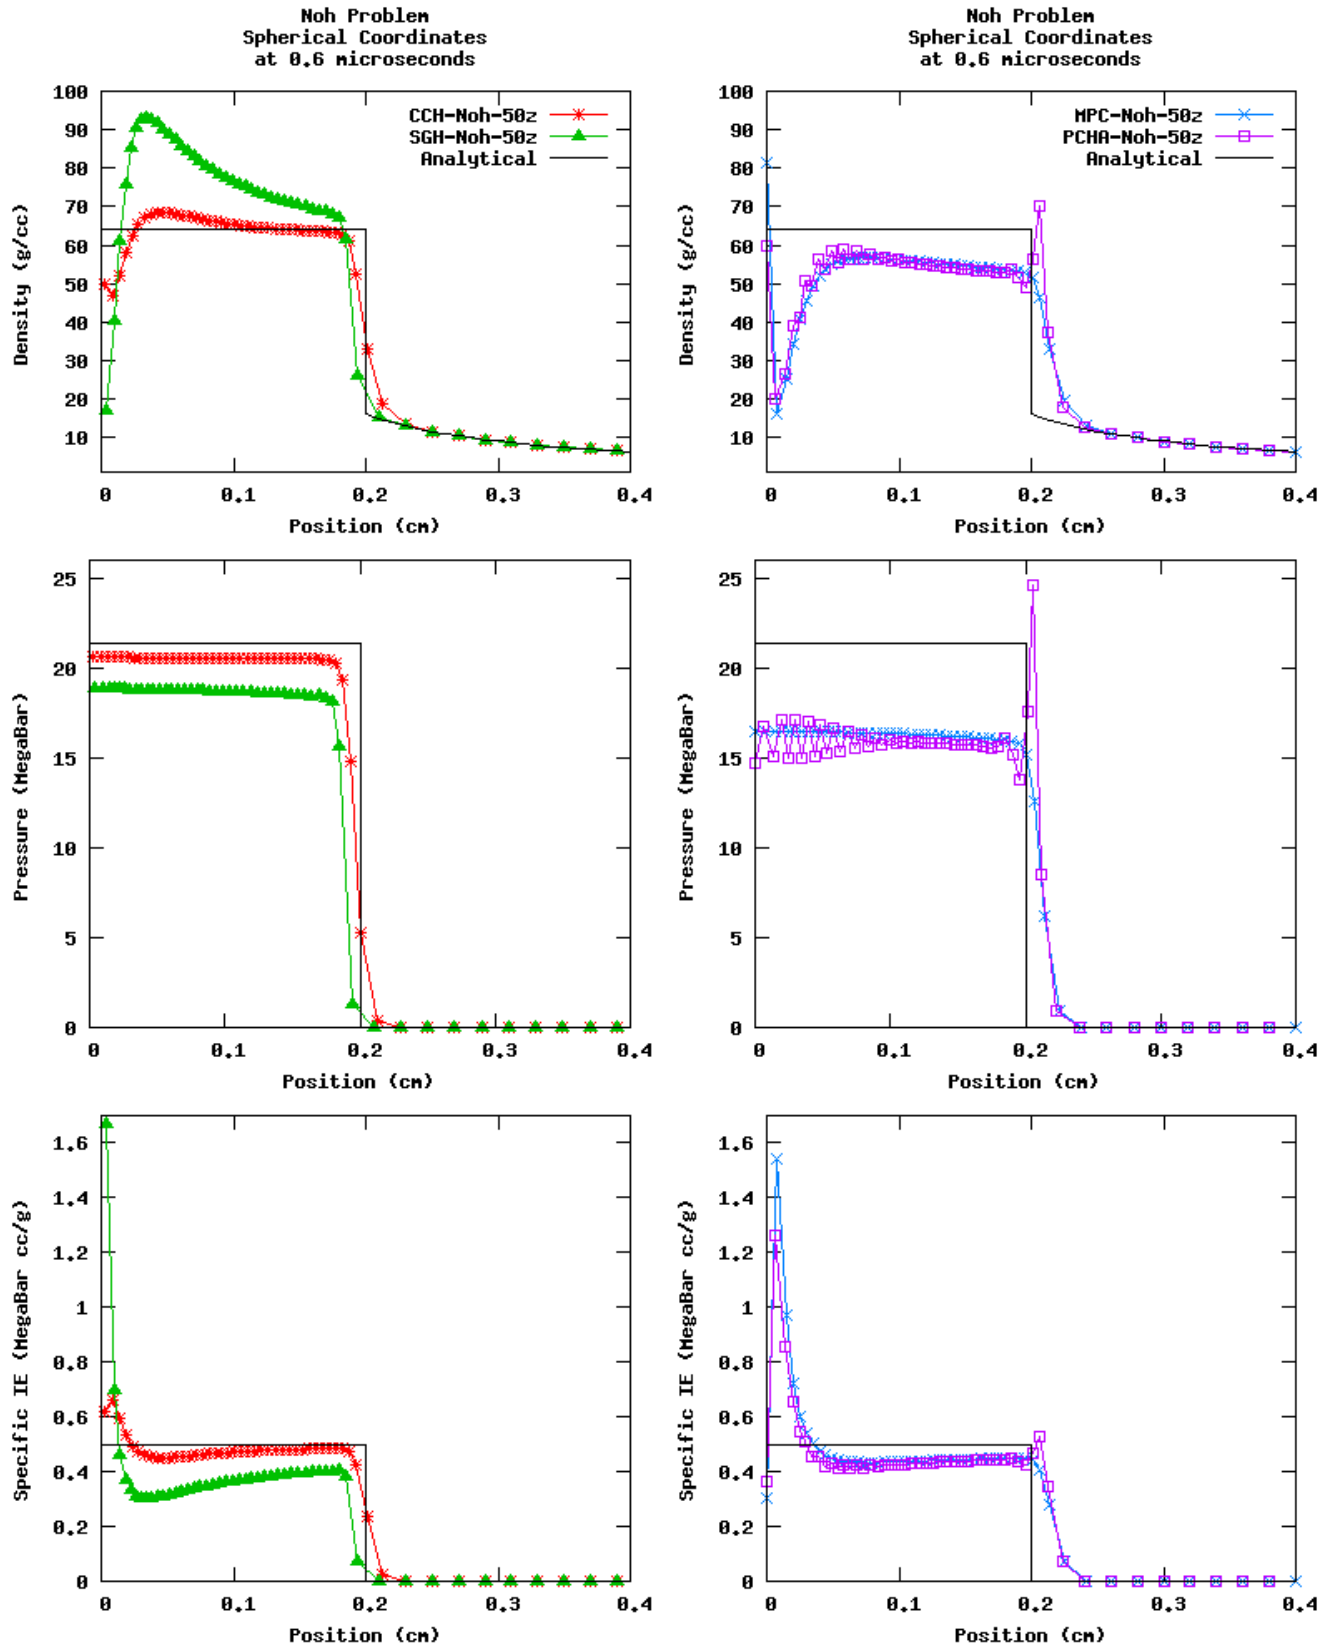 Noh Problem
Spherical Coordinates
at 0.6 microseconds
100
90
80
70
60
50
40
30
20
10
Density (g/cc)
CCH-Noh-50z
SGH-Noh-50z
Analytical
0 0.1 0.2 0.3 0.4
Position (cm)
Noh Problem
Spherical Coordinates
at 0.6 microseconds
100
90
80
70
60
50
40
30
20
10
Density (g/cc)
MPC-Noh-50z
PCHA-Noh-50z
Analytical
0 0.1 0.2 0.3 0.4
Position (cm)
25
20
15
10
5
0
Pressure (MegaBar)
0 0.1 0.2 0.3 0.4
Position (cm)
25
20
15
10
5
0
Pressure (MegaBar)
0 0.1 0.2 0.3 0.4
Position (cm)
1.6
1.4
1.2
1
0.8
0.6
0.4
0.2
0
Specific IE (MegaBar cc/g)
0 0.1 0.2 0.3 0.4
Position (cm)
1.6
1.4
1.2
1
0.8
0.6
0.4
0.2
0
Specific IE (MegaBar cc/g)
0 0.1 0.2 0.3 0.4
Position (cm)